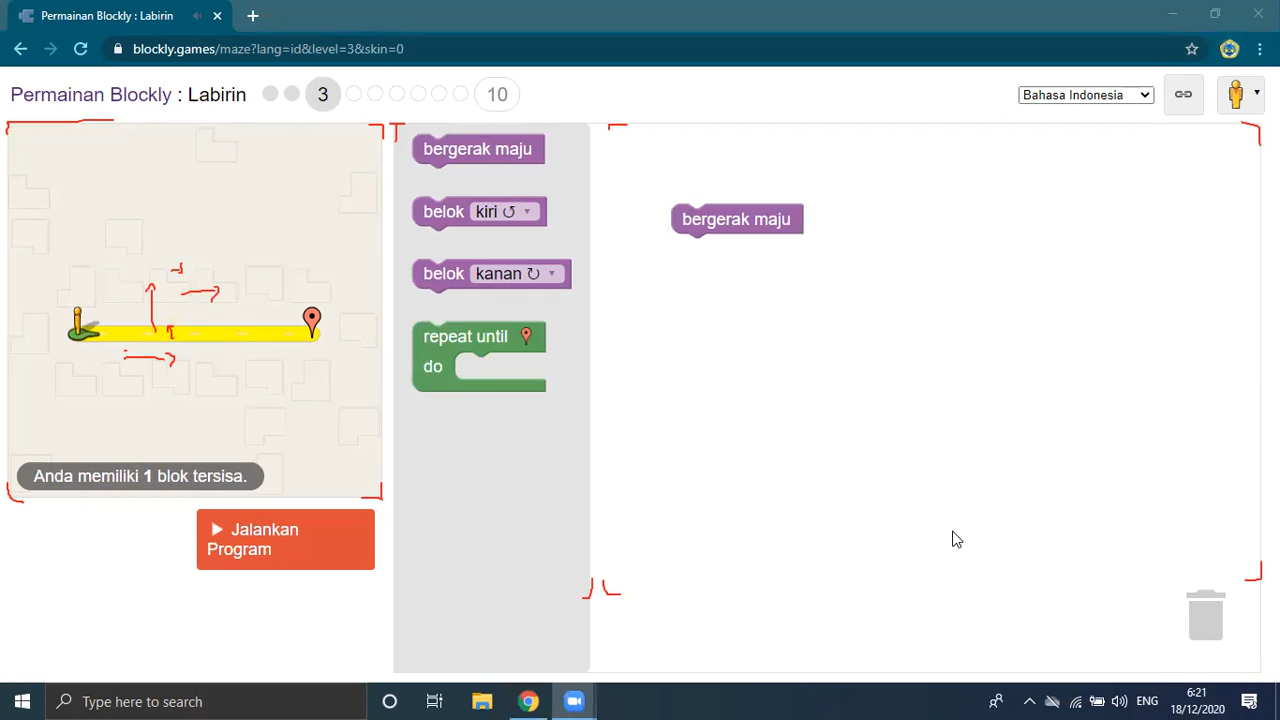 Permainan Blockly : Labirin
blockly.games/maze?lang=id&level=3&skin=0
Permainan Blockly : Labirin
3
10
Bahasa Indonesia
bergerak maju
belok kiri ↺
belok kanan ↻
repeat until
do
bergerak maju
Anda memiliki 1 blok tersisa.
Jalankan
Program
Type here to search
ENG
6:21
18/12/2020